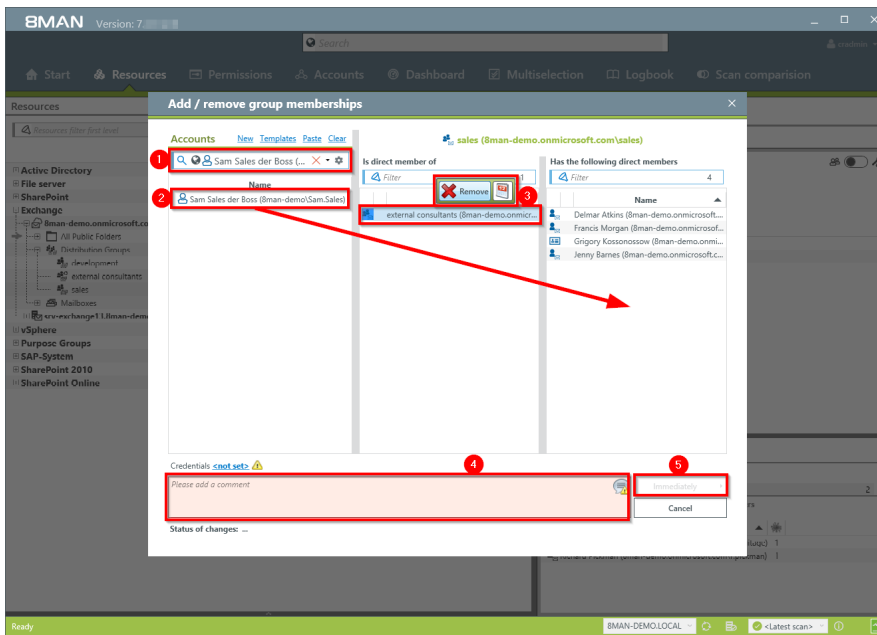 8MAN Version: 7.
Search
Start Resources Permissions Accounts Dashboard Multiselection Logbook Scan comparision
Resources
Add / remove group memberships
Resources filter first level
Accounts New Templates Paste Clear
sales (8man-demo.onmicrosoft.com\sales)
1
Sam Sales der Boss (...
Is direct member of
Has the following direct members
Filter 1
Filter 4
Name
Remove
3
Name
2
Sam Sales der Boss (8man-demo\Sam.Sales)
external consultants (8man-demo.onmicr...
Delmar Atkins (8man-demo.onmicrosoft....
Francis Morgan (8man-demo.onmicrosof...
Grigory Kossonossow (8man-demo.onmi...
Jenny Barnes (8man-demo.onmicrosoft.c...
Active Directory
File server
SharePoint
Exchange
8man-demo.onmicrosoft.co
All Public Folders
Distribution Groups
development
external consultants
sales
Mailboxes
srv-exchange13.8man-demo
vSphere
Purpose Groups
SAP-System
SharePoint 2010
SharePoint Online
Credentials <not set>
4
5
Please add a comment
Immediately
Cancel
Status of changes: ...
2
1
1
Ready
8MAN-DEMO.LOCAL
<Latest scan>